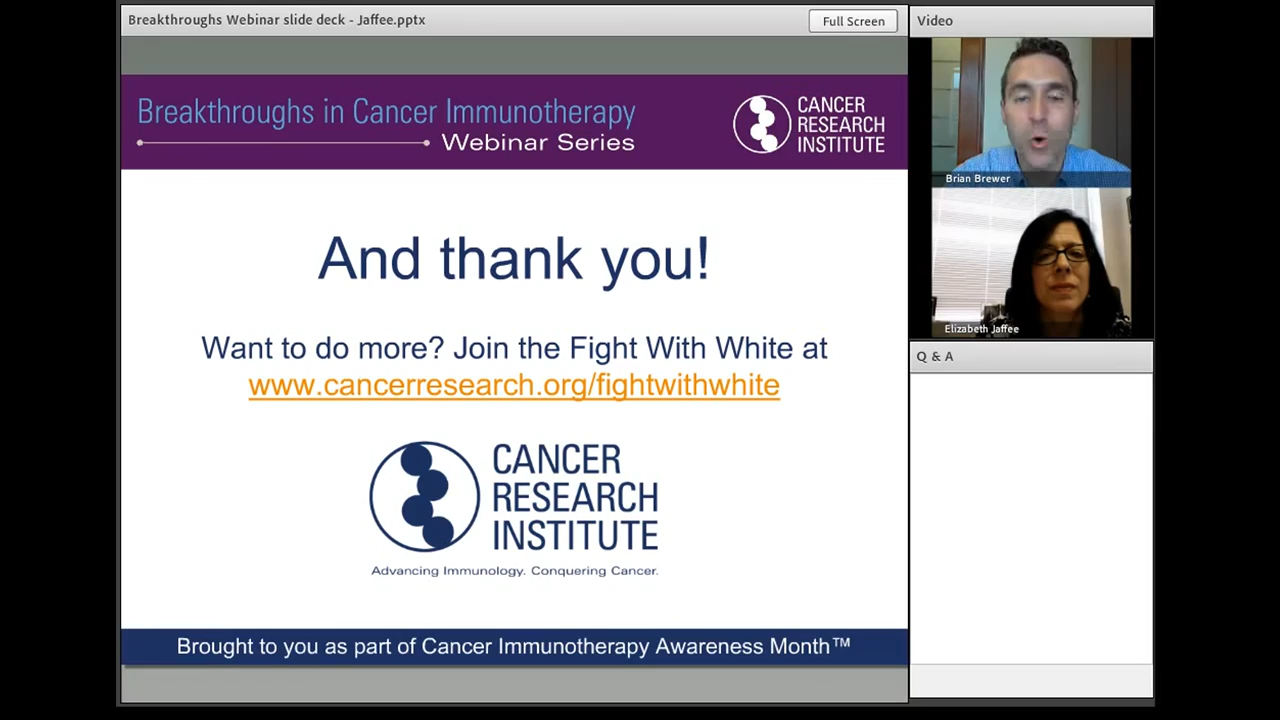 Breakthroughs Webinar slide deck - Jaffee.pptx
Full Screen
Video
Breakthroughs in Cancer Immunotherapy
Webinar Series
CANCER
RESEARCH
INSTITUTE
Brian Brewer
And thank you!
Want to do more? Join the Fight With White at
www.cancerresearch.org/fightwithwhite
Elizabeth Jaffee
Q & A
CANCER
RESEARCH
INSTITUTE
Advancing Immunology. Conquering Cancer.
Brought to you as part of Cancer Immunotherapy Awareness Month™